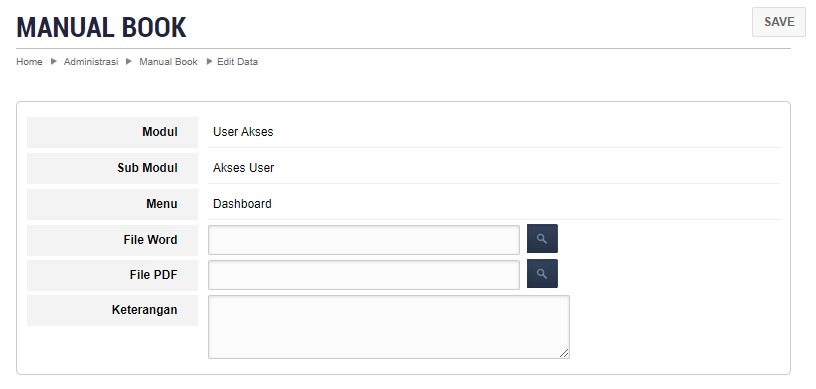 MANUAL BOOK
SAVE
Home Administrasi Manual Book Edit Data
Modul User Akses
Sub Modul Akses User
Menu Dashboard
File Word
File PDF
Keterangan